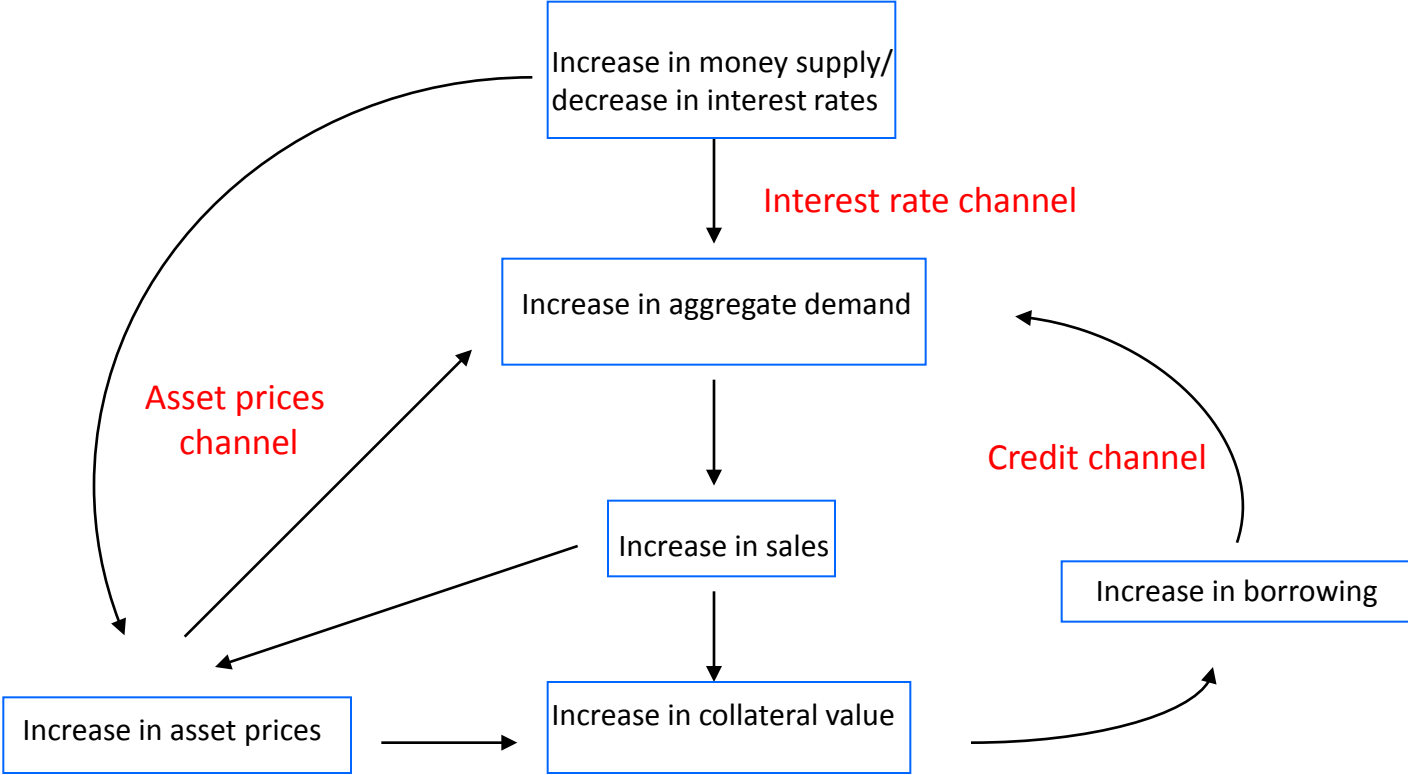 Increase in money supply/
decrease in interest rates
Interest rate channel
Increase in aggregate demand
Asset prices
channel
Credit channel
Increase in sales
Increase in borrowing
Increase in asset prices
Increase in collateral value